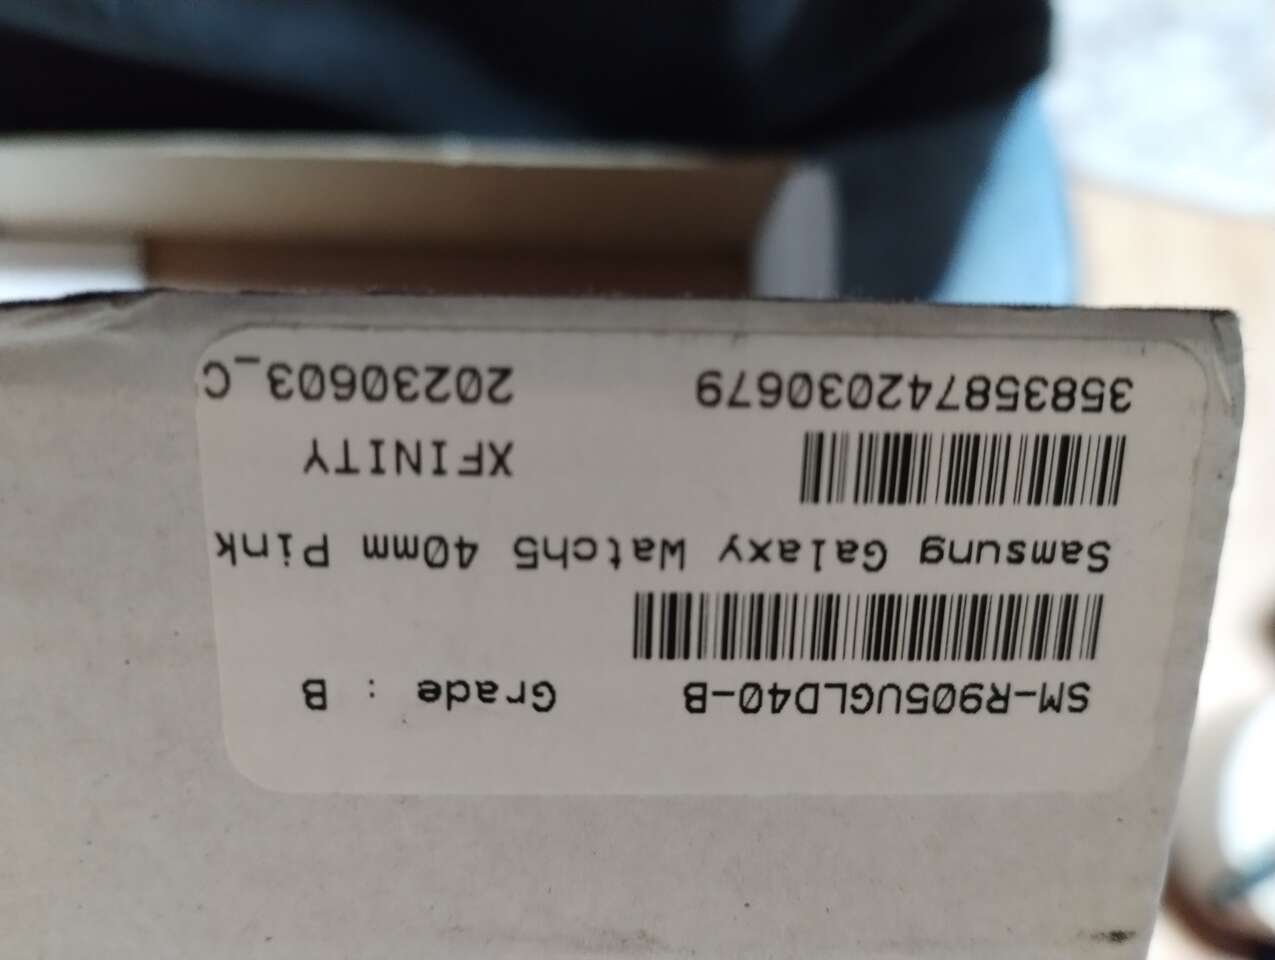 SM-R905UGLD40-B Grade : B
Samsung Galaxy Watch5 40mm Pink
XFINITY
358358742030679 20230603_C